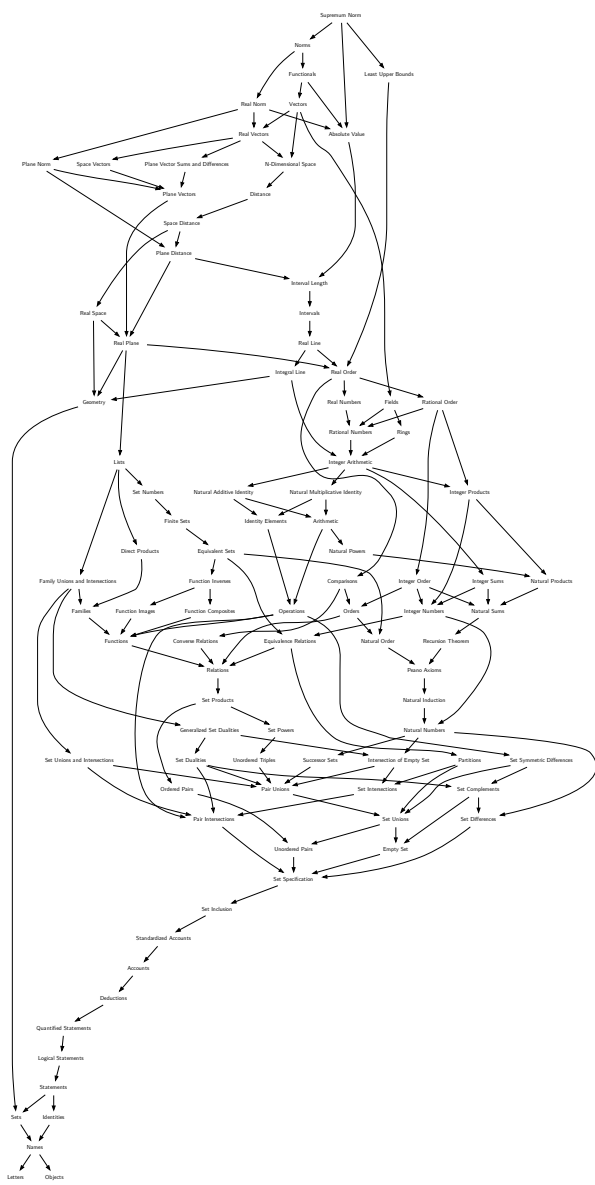 Supremum Norm
Norms
Functionals
Least Upper Bounds
Real Norm
Vectors
Real Vectors
Absolute Value
Plane Norm
Space Vectors
Plane Vector Sums and Differences
N-Dimensional Space
Plane Vectors
Distance
Space Distance
Plane Distance
Interval Length
Real Space
Intervals
Real Plane
Real Line
Integral Line
Real Order
Geometry
Real Numbers
Fields
Rational Order
Rational Numbers
Rings
Lists
Integer Arithmetic
Set Numbers
Natural Additive Identity
Natural Multiplicative Identity
Integer Products
Finite Sets
Identity Elements
Arithmetic
Direct Products
Equivalent Sets
Natural Powers
Family Unions and Intersections
Function Inverses
Comparisons
Integer Order
Integer Sums
Natural Products
Families
Function Images
Function Composites
Operations
Orders
Integer Numbers
Natural Sums
Functions
Converse Relations
Equivalence Relations
Natural Order
Recursion Theorem
Relations
Peano Axioms
Set Products
Natural Induction
Generalized Set Dualities
Set Powers
Natural Numbers
Set Unions and Intersections
Set Dualities
Unordered Triples
Successor Sets
Intersection of Empty Set
Partitions
Set Symmetric Differences
Ordered Pairs
Pair Unions
Set Intersections
Set Complements
Pair Intersections
Set Unions
Set Differences
Unordered Pairs
Empty Set
Set Specification
Set Inclusion
Standardized Accounts
Accounts
Deductions
Quantified Statements
Logical Statements
Statements
Sets
Identities
Names
Letters
Objects